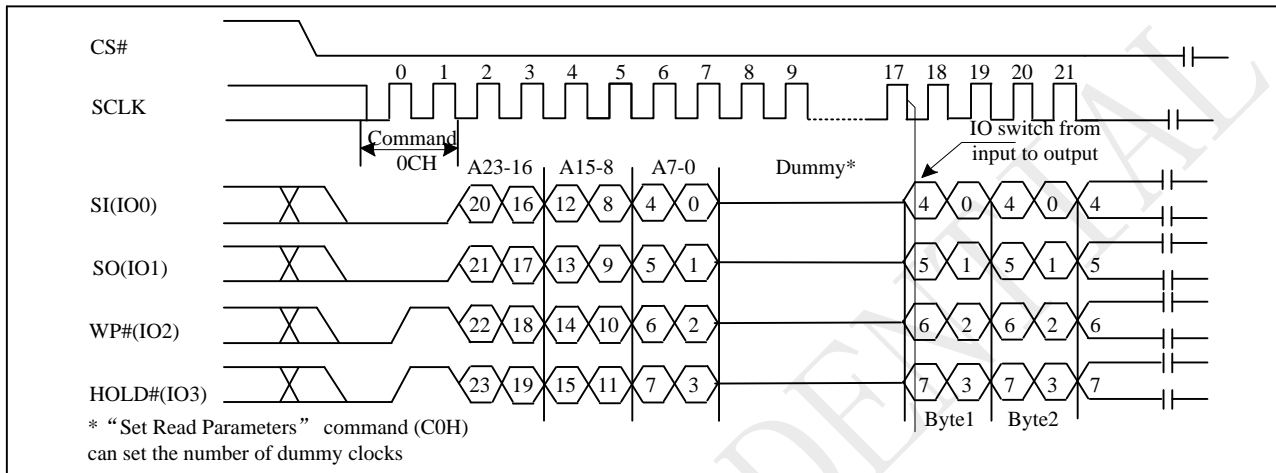 CS#
0 1 2 3 4 5 6 7 8 9 17 18 19 20 21
SCLK
Command
0CH
IO switch from
input to output
A23-16 A15-8 A7-0 Dummy*
SI(IO0) 20 16 12 8 4 0 4 0 4 0 4
SO(IO1) 21 17 13 9 5 1 5 1 5 1 5
WP#(IO2) 22 18 14 10 6 2 6 2 6 2 6
HOLD#(IO3) 23 19 15 11 7 3 7 3 7 3 7
Byte1 Byte2
* “Set Read Parameters” command (C0H)
can set the number of dummy clocks
DENTIAL